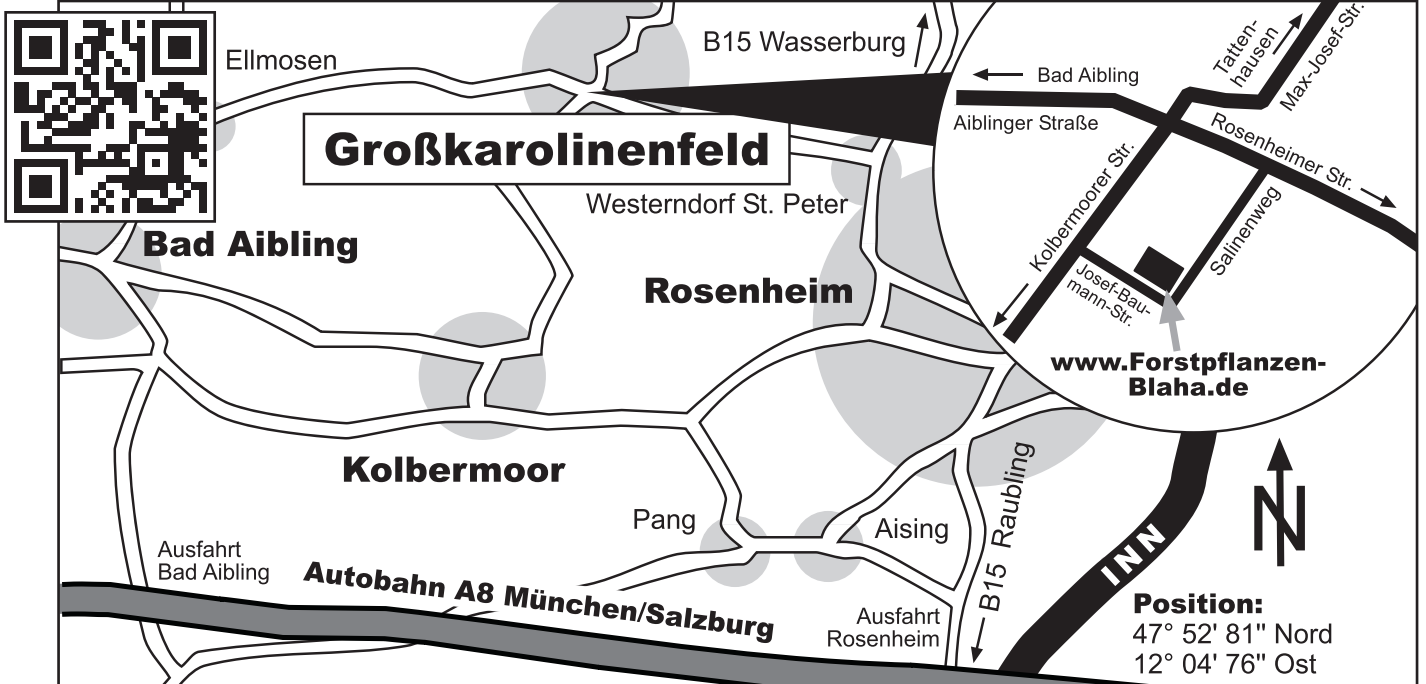 Ellmosen
B15 Wasserburg
Großkarolinenfeld
Westerndorf St. Peter
Bad Aibling
Rosenheim
Kolbermoor
Pang
Aising
Ausfahrt
Bad Aibling
Autobahn A8 München/Salzburg
Ausfahrt
Rosenheim
B15 Raubling
INN
Bad Aibling
Aiblinger Straße
Tatten-
hausen
Max-Josef-Str.
Rosenheimer Str.
Kolbermoorer Str.
Salinenweg
Josef-Bau-
mann-Str.
www.Forstpflanzen-
Blaha.de
N
Position:
47° 52' 81" Nord
12° 04' 76" Ost